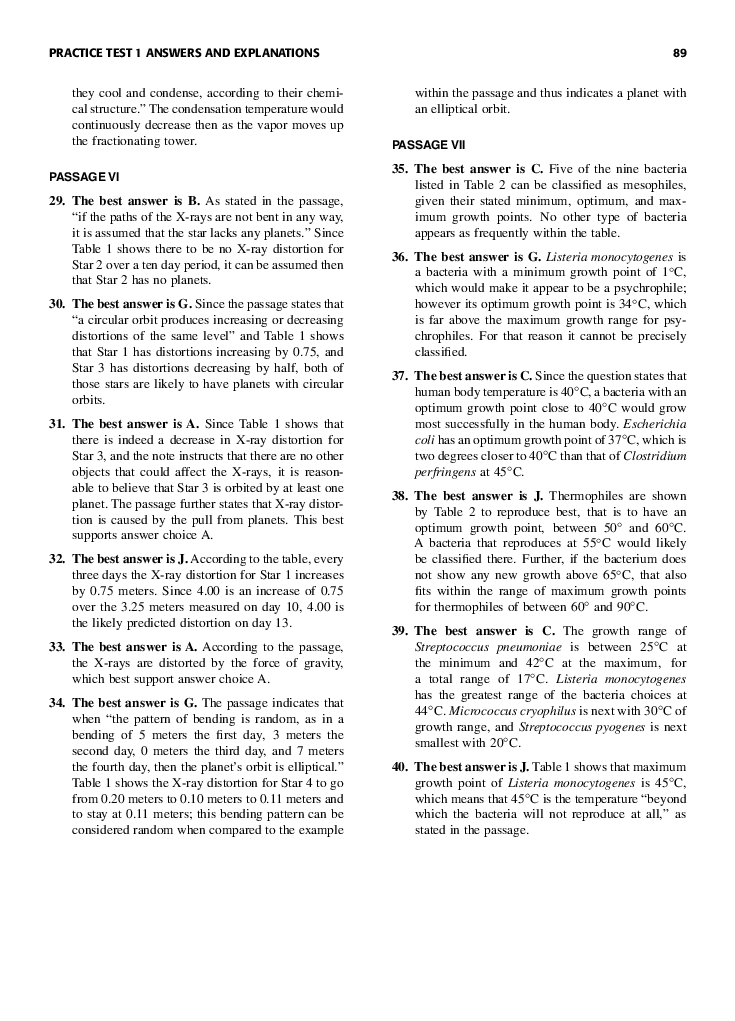 PRACTICE TEST 1 ANSWERS AND EXPLANATIONS 89
they cool and condense, according to their chemi-
cal structure.” The condensation temperature would
continuously decrease then as the vapor moves up
the fractionating tower.
PASSAGE VI
29. The best answer is B. As stated in the passage,
“if the paths of the X-rays are not bent in any way,
it is assumed that the star lacks any planets.” Since
Table 1 shows there to be no X-ray distortion for
Star 2 over a ten day period, it can be assumed then
that Star 2 has no planets.
30. The best answer is G. Since the passage states that
“a circular orbit produces increasing or decreasing
distortions of the same level” and Table 1 shows
that Star 1 has distortions increasing by 0.75, and
Star 3 has distortions decreasing by half, both of
those stars are likely to have planets with circular
orbits.
31. The best answer is A. Since Table 1 shows that
there is indeed a decrease in X-ray distortion for
Star 3, and the note instructs that there are no other
objects that could affect the X-rays, it is reason-
able to believe that Star 3 is orbited by at least one
planet. The passage further states that X-ray distor-
tion is caused by the pull from planets. This best
supports answer choice A.
32. The best answer is J. According to the table, every
three days the X-ray distortion for Star 1 increases
by 0.75 meters. Since 4.00 is an increase of 0.75
over the 3.25 meters measured on day 10, 4.00 is
the likely predicted distortion on day 13.
33. The best answer is A. According to the passage,
the X-rays are distorted by the force of gravity,
which best support answer choice A.
34. The best answer is G. The passage indicates that
when “the pattern of bending is random, as in a
bending of 5 meters the first day, 3 meters the
second day, 0 meters the third day, and 7 meters
the fourth day, then the planet’s orbit is elliptical.”
Table 1 shows the X-ray distortion for Star 4 to go
from 0.20 meters to 0.10 meters to 0.11 meters and
to stay at 0.11 meters; this bending pattern can be
considered random when compared to the example
within the passage and thus indicates a planet with
an elliptical orbit.
PASSAGE VII
35. The best answer is C. Five of the nine bacteria
listed in Table 2 can be classified as mesophiles,
given their stated minimum, optimum, and max-
imum growth points. No other type of bacteria
appears as frequently within the table.
36. The best answer is G. Listeria monocytogenes is
a bacteria with a minimum growth point of 1°C,
which would make it appear to be a psychrophile;
however its optimum growth point is 34°C, which
is far above the maximum growth range for psy-
chrophiles. For that reason it cannot be precisely
classified.
37. The best answer is C. Since the question states that
human body temperature is 40°C, a bacteria with an
optimum growth point close to 40°C would grow
most successfully in the human body. Escherichia
coli has an optimum growth point of 37°C, which is
two degrees closer to 40°C than that of Clostridium
perfringens at 45°C.
38. The best answer is J. Thermophiles are shown
by Table 2 to reproduce best, that is to have an
optimum growth point, between 50° and 60°C.
A bacteria that reproduces at 55°C would likely
be classified there. Further, if the bacterium does
not show any new growth above 65°C, that also
fits within the range of maximum growth points
for thermophiles of between 60° and 90°C.
39. The best answer is C. The growth range of
Streptococcus pneumoniae is between 25°C at
the minimum and 42°C at the maximum, for
a total range of 17°C. Listeria monocytogenes
has the greatest range of the bacteria choices at
44°C. Micrococcus cryophilus is next with 30°C of
growth range, and Streptococcus pyogenes is next
smallest with 20°C.
40. The best answer is J. Table 1 shows that maximum
growth point of Listeria monocytogenes is 45°C,
which means that 45°C is the temperature “beyond
which the bacteria will not reproduce at all,” as
stated in the passage.